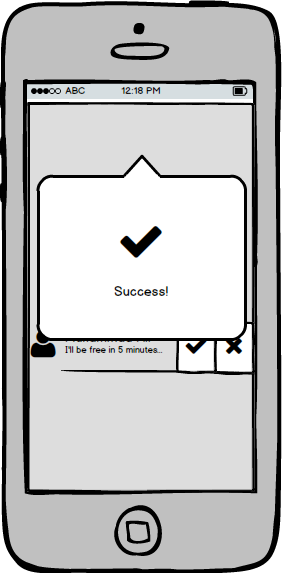 ABC 12:18 PM
Success!
I'll be free in 5 minutes..